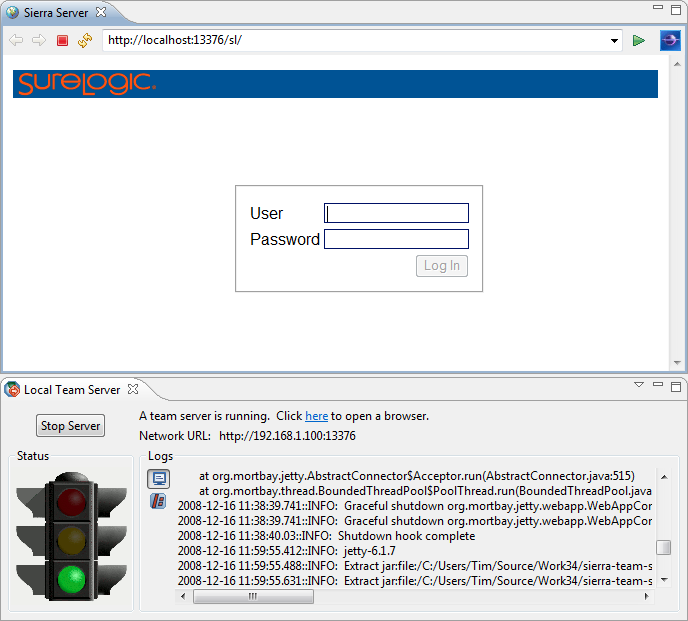 Sierra Server
http://localhost:13376/sl/
SURELOGIC.
User
Password
Log In
Local Team Server
Stop Server
A team server is running. Click here to open a browser.
Network URL: http://192.168.1.100:13376
Status
Logs
at org.mortbay.jetty.AbstractConnector$Acceptor.run(AbstractConnector.java:515)
at org.mortbay.thread.BoundedThreadPool$PoolThread.run(BoundedThreadPool.java
2008-12-16 11:38:39.741::INFO: Graceful shutdown org.mortbay.jetty.webapp.WebAppCor
2008-12-16 11:38:39.741::INFO: Graceful shutdown org.mortbay.jetty.webapp.WebAppCor
2008-12-16 11:38:40.03::INFO: Shutdown hook complete
2008-12-16 11:59:55.412::INFO: jetty-6.1.7
2008-12-16 11:59:55.488::INFO: Extract jar:file:/C:/Users/Tim/Source/Work34/sierra-team-s
2008-12-16 11:59:55.631::INFO: Extract jar:file:/C:/Users/Tim/Source/Work34/sierra-team-s